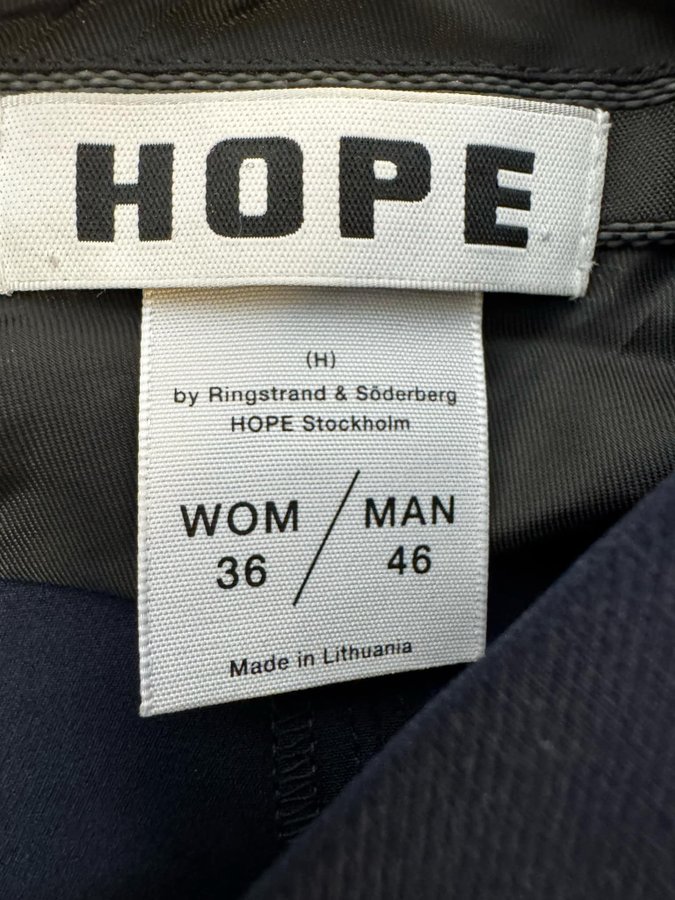 HOPE
(H)
by Ringstrand & Söderberg
HOPE Stockholm
WOM / MAN
36 / 46
Made in Lithuania